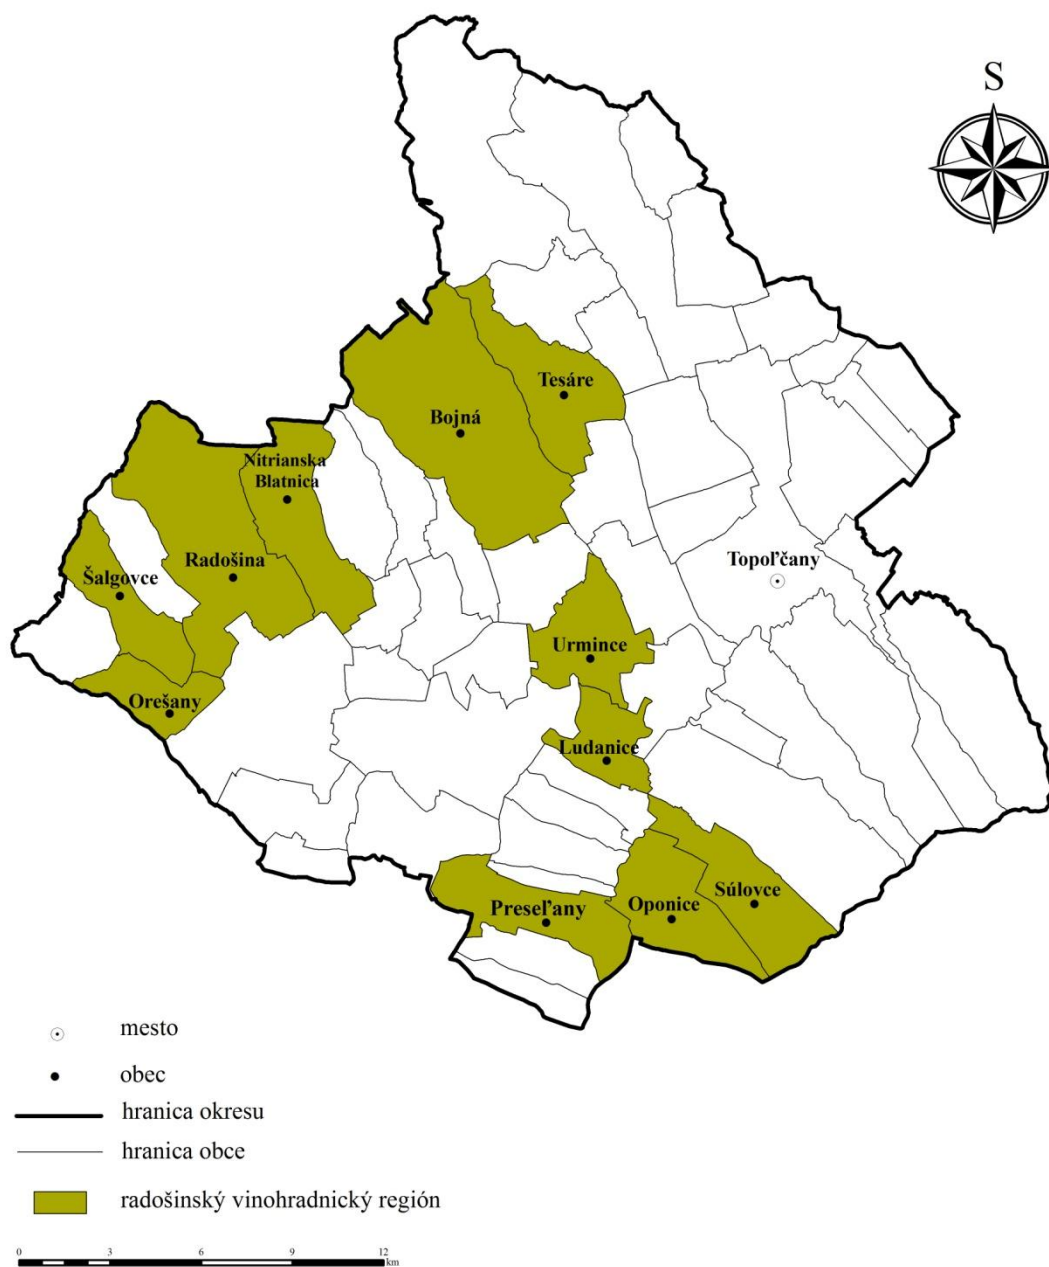 S
Tesáre
Bojná
Nitrianska
Blatnica
Topoľčany
Radošina
Šalgovce
Urmince
Orešany
Ludanice
Súlovce
Oponice
Preseľany
mesto
obec
hranica okresu
hranica obce
radošinský vinohradnický región
0 3 6 9 12
km